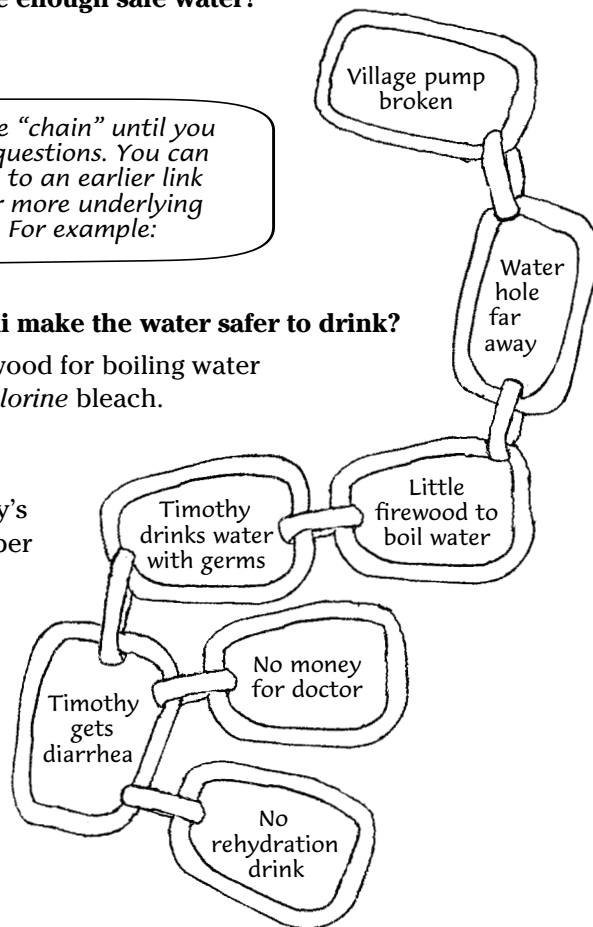 e enough safe water?
Village pump
broken
e “chain” until you
questions. You can
to an earlier link
r more underlying
. For example:
Water
hole
far
away
i make the water safer to drink?
wood for boiling water
lorine bleach.
Little
firewood to
boil water
Timothy
drinks water
with germs
y’s
per
No money
for doctor
Timothy
gets
diarrhea
No
rehydration
drink